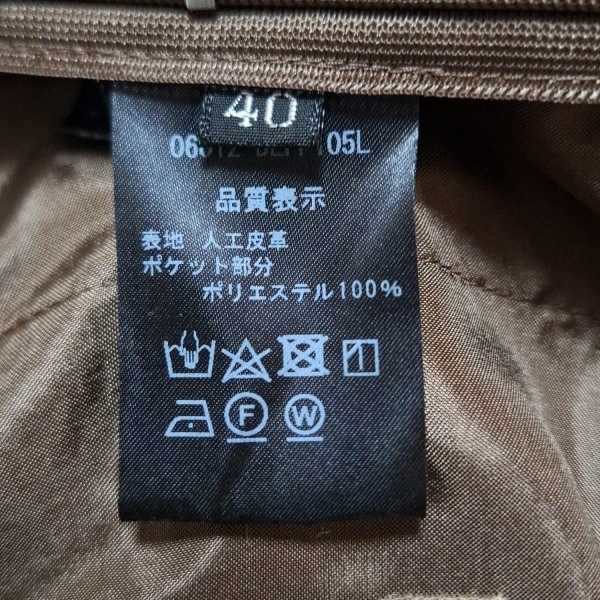 40
05L
品質表示
表地 人工皮革
ポケット部分
ポリエステル100%
F W